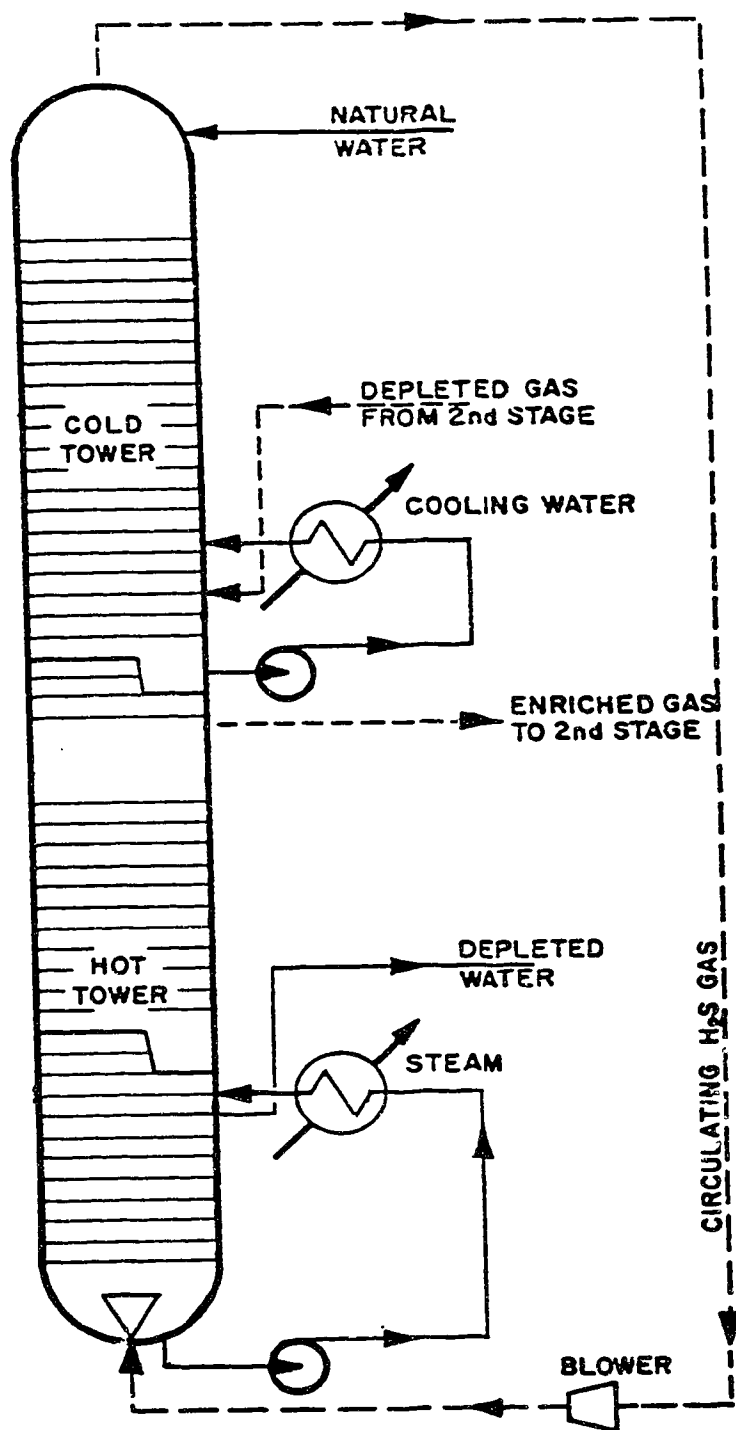 NATURAL
WATER
DEPLETED GAS
FROM 2nd STAGE
COLD
TOWER
COOLING WATER
ENRICHED GAS
TO 2nd STAGE
HOT
TOWER
DEPLETED
WATER
STEAM
CIRCULATING H₂S GAS
BLOWER